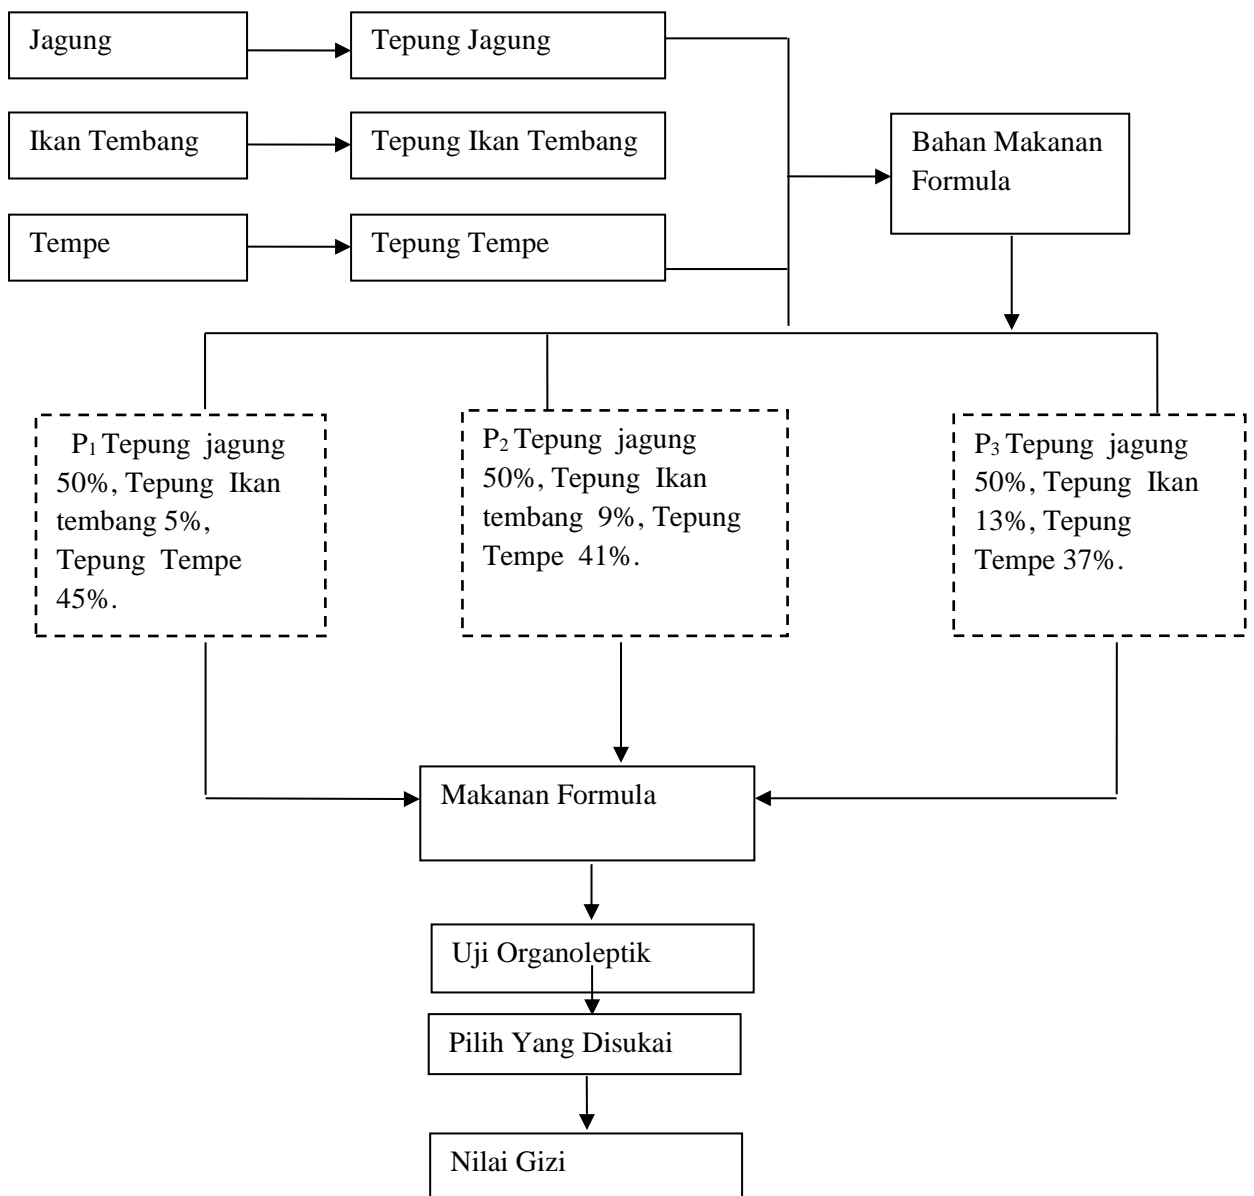 Jagung
Tepung Jagung
Ikan Tembang
Tepung Ikan Tembang
Bahan Makanan
Formula
Tempe
Tepung Tempe
P₁ Tepung jagung
50%, Tepung Ikan
tembang 5%,
Tepung Tempe
45%.
P₂ Tepung jagung
50%, Tepung Ikan
tembang 9%, Tepung
Tempe 41%.
P₃ Tepung jagung
50%, Tepung Ikan
13%, Tepung
Tempe 37%.
Makanan Formula
Uji Organoleptik
Pilih Yang Disukai
Nilai Gizi